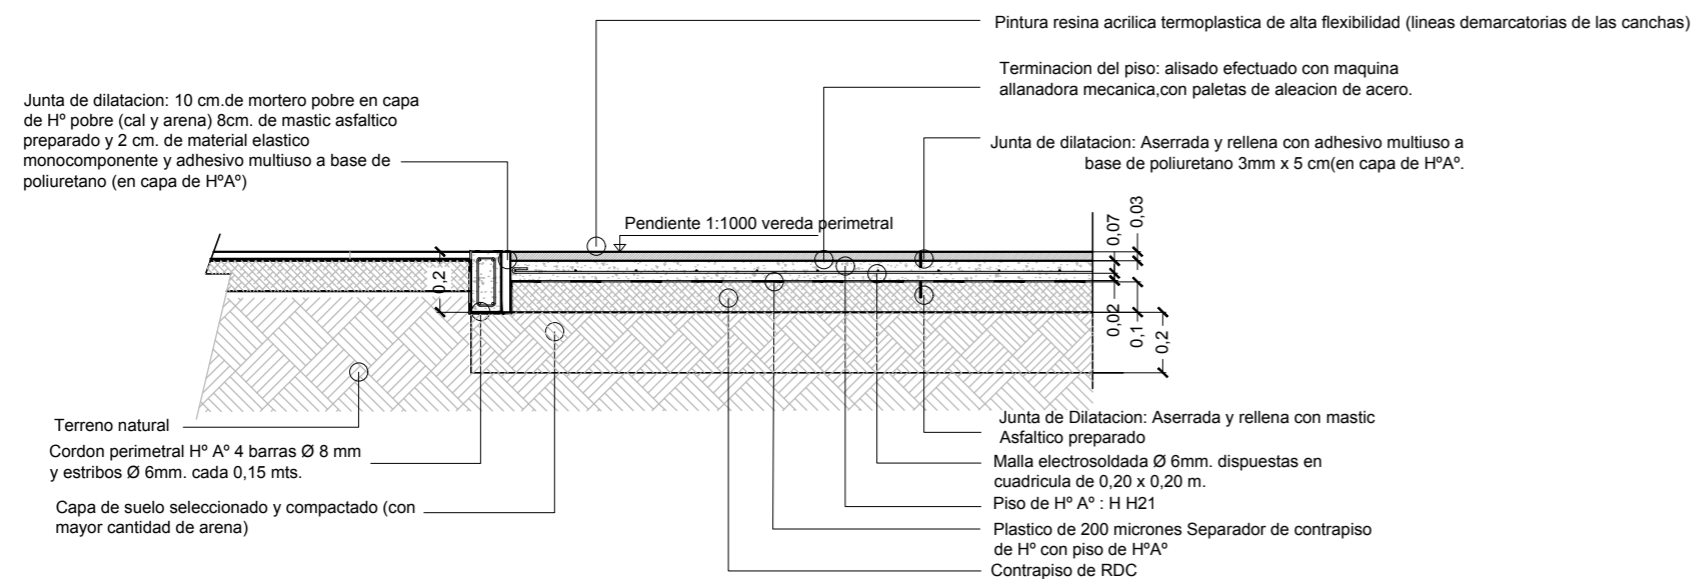 Pintura resina acrilica termoplastica de alta flexibilidad (lineas demarcatorias de las canchas)
Terminacion del piso: alisado efectuado con maquina
allanadora mecanica,con paletas de aleacion de acero.
Junta de dilatacion: 10 cm.de mortero pobre en capa
de Hº pobre (cal y arena) 8cm. de mastic asfaltico
preparado y 2 cm. de material elastico
monocomponente y adhesivo multiuso a base de
poliuretano (en capa de HºAº)
Junta de dilatacion: Aserrada y rellena con adhesivo multiuso a
base de poliuretano 3mm x 5 cm(en capa de HºAº.
Pendiente 1:1000 vereda perimetral
0,07
0,03
0,2
0,02
0,1
0,2
Terreno natural
Cordon perimetral Hº Aº 4 barras Ø 8 mm
y estribos Ø 6mm. cada 0,15 mts.
Capa de suelo seleccionado y compactado (con
mayor cantidad de arena)
Junta de Dilatacion: Aserrada y rellena con mastic
Asfaltico preparado
Malla electrosoldada Ø 6mm. dispuestas en
cuadricula de 0,20 x 0,20 m.
Piso de Hº Aº : H H21
Plastico de 200 micrones Separador de contrapiso
de Hº con piso de HºAº
Contrapiso de RDC